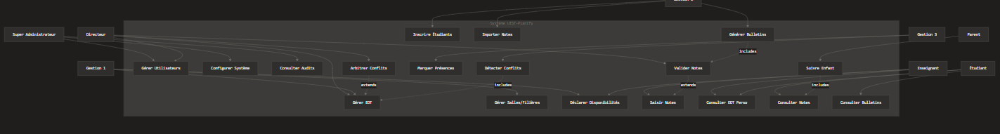 Système UIST-Planify
Super Administrateur
Directeur
Inscrire Étudiants
Importer Notes
Générer Bulletins
Gestion 3
Parent
includes
Gestion 1
Gérer Utilisateurs
Configurer Système
Consulter Audits
Arbitrer Conflits
Marquer Présences
Détecter Conflits
Valider Notes
Suivre Enfant
Enseignant
Étudiant
extends
includes
extends
includes
Gérer EDT
Gérer Salles/Filières
Déclarer Disponibilités
Saisir Notes
Consulter EDT Perso
Consulter Notes
Consulter Bulletins